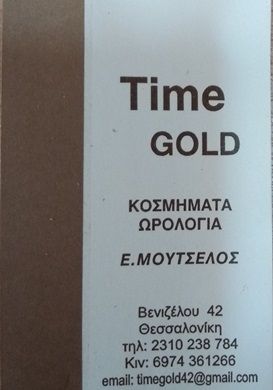 Time
GOLD
ΚΟΣΜΗΜΑΤΑ
ΩΡΟΛΟΓΙΑ
Ε.ΜΟΥΤΣΕΛΟΣ
Βενιζέλου 42
Θεσσαλονίκη
τηλ: 2310 238 784
Κιν: 6974 361266
email: timegold42@gmail.com